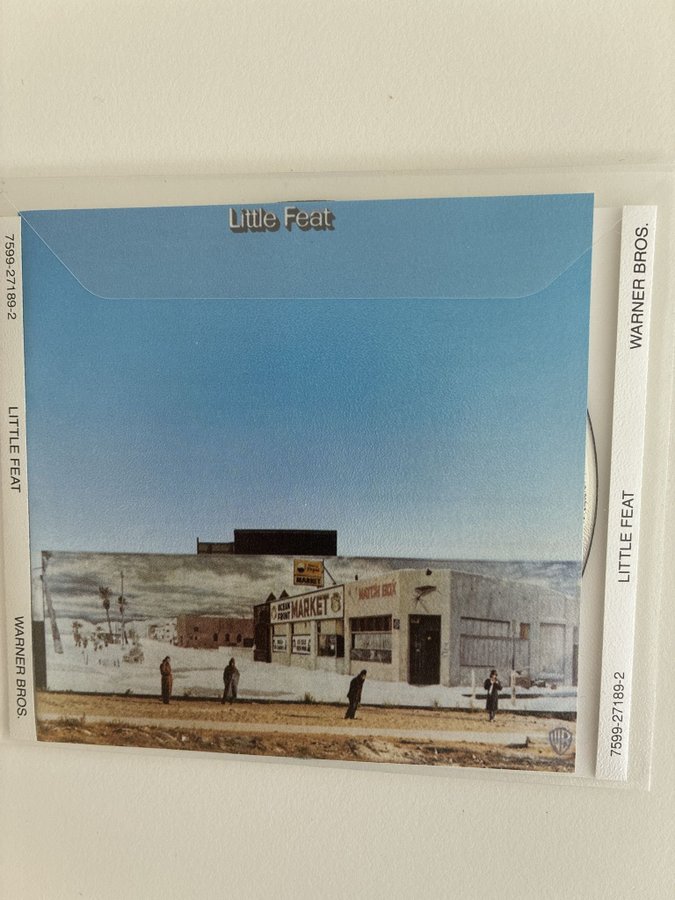 Little Feat
7599-27189-2
LITTLE FEAT
WARNER BROS.
WARNER BROS.
LITTLE FEAT
7599-27189-2
MARKET
OCEAN
FRONT
MARKET
MATCH BOX